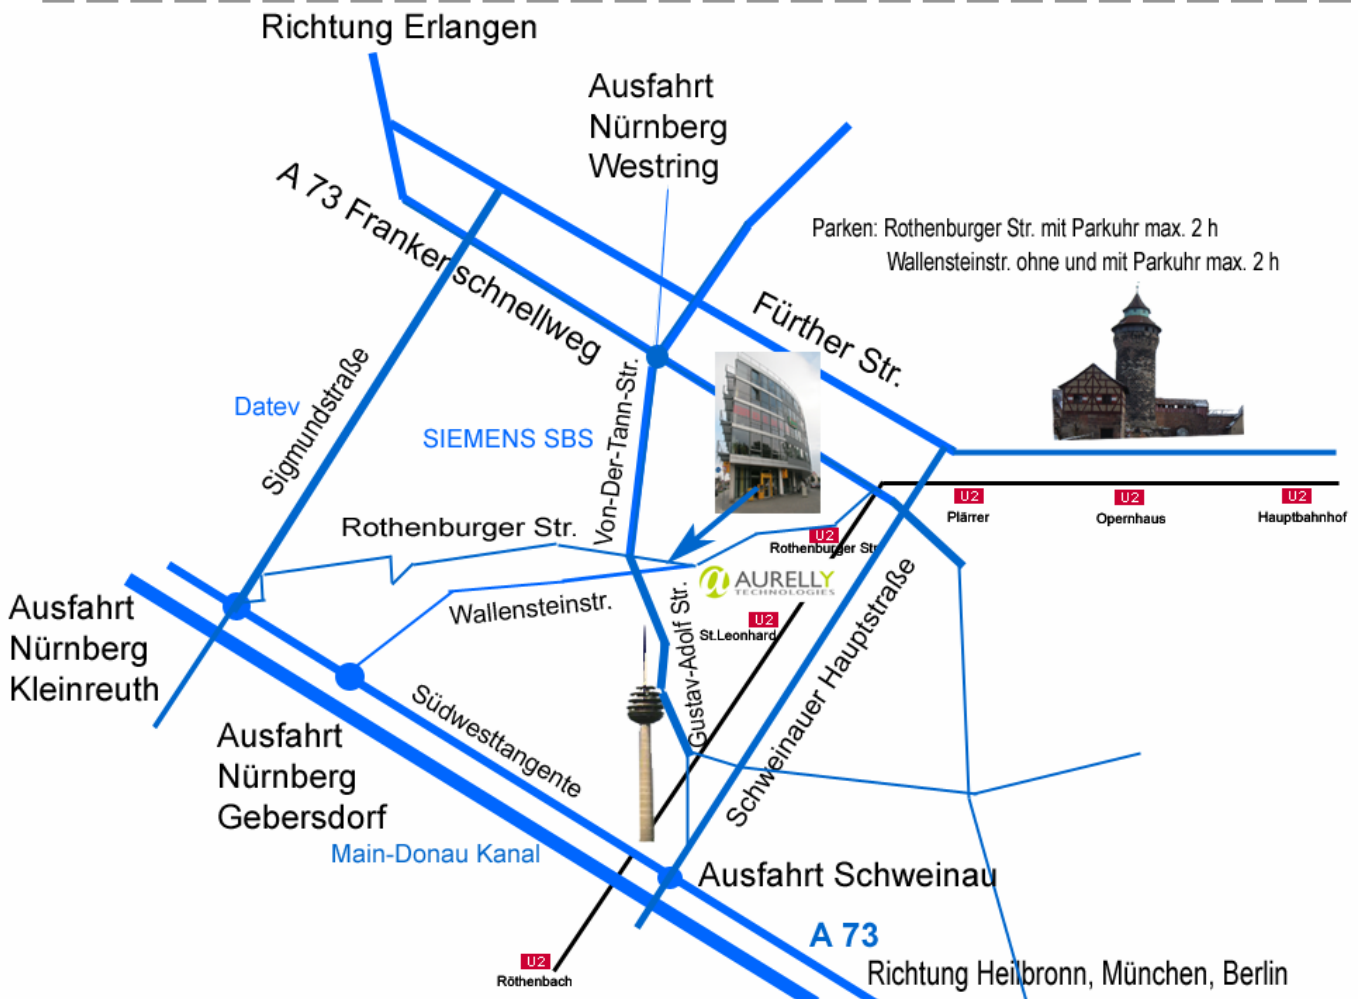 Richtung Erlangen
Ausfahrt
Nürnberg
Westring
A 73 Frankenschnellweg
Parken: Rothenburger Str. mit Parkuhr max. 2 h
Wallensteinstr. ohne und mit Parkuhr max. 2 h
Fürther Str.
Sigmundstraße
Datev
SIEMENS SBS
Von-Der-Tann-Str.
U2
Plärrer
U2
Opernhaus
U2
Hauptbahnhof
Rothenburger Str.
U2
Rothenburger Str
@AURELLY
TECHNOLOGIES
Wallensteinstr.
U2
St.Leonhard
Gustav-Adolf Str.
Schweinauer Hauptstraße
Ausfahrt
Nürnberg
Kleinreuth
Südwesttangente
Ausfahrt
Nürnberg
Gebersdorf
Main-Donau Kanal
Ausfahrt Schweinau
A 73
U2
Röthenbach
Richtung Heilbronn, München, Berlin